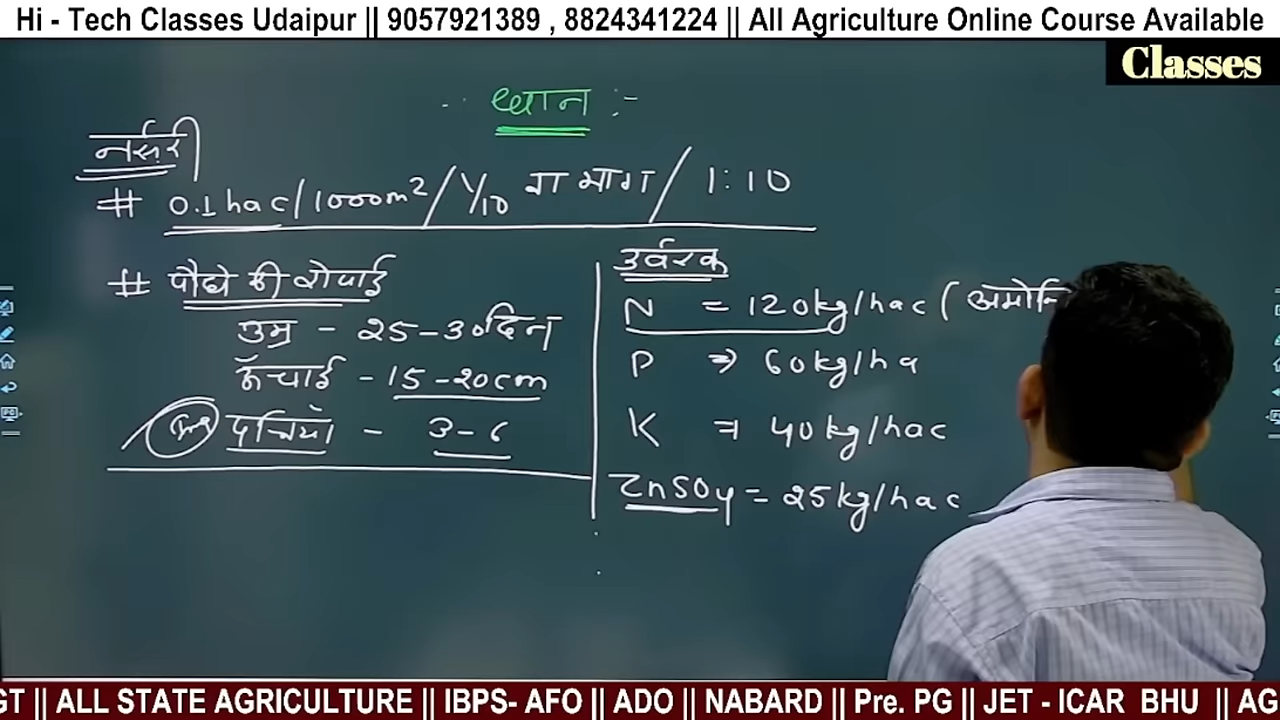 Hi - Tech Classes Udaipur || 9057921389 , 8824341224 || All Agriculture Online Course Available
Classes
धान :-
नर्सरी
# 0.1 hac/1000m²/1/10 वा भाग/1:10
# पौधो की रोपाई
उम्र - 25-30दिन
ऊँचाई - 15-20cm
Imp पत्तियां - 3-6
उर्वरक
N = 120kg/hac (अमोनि
P ⇒ 60kg/ha
K ⇒ 40kg/hac
ZnSO4 = 25kg/hac
GT || ALL STATE AGRICULTURE || IBPS- AFO || ADO || NABARD || Pre. PG || JET - ICAR BHU || AG